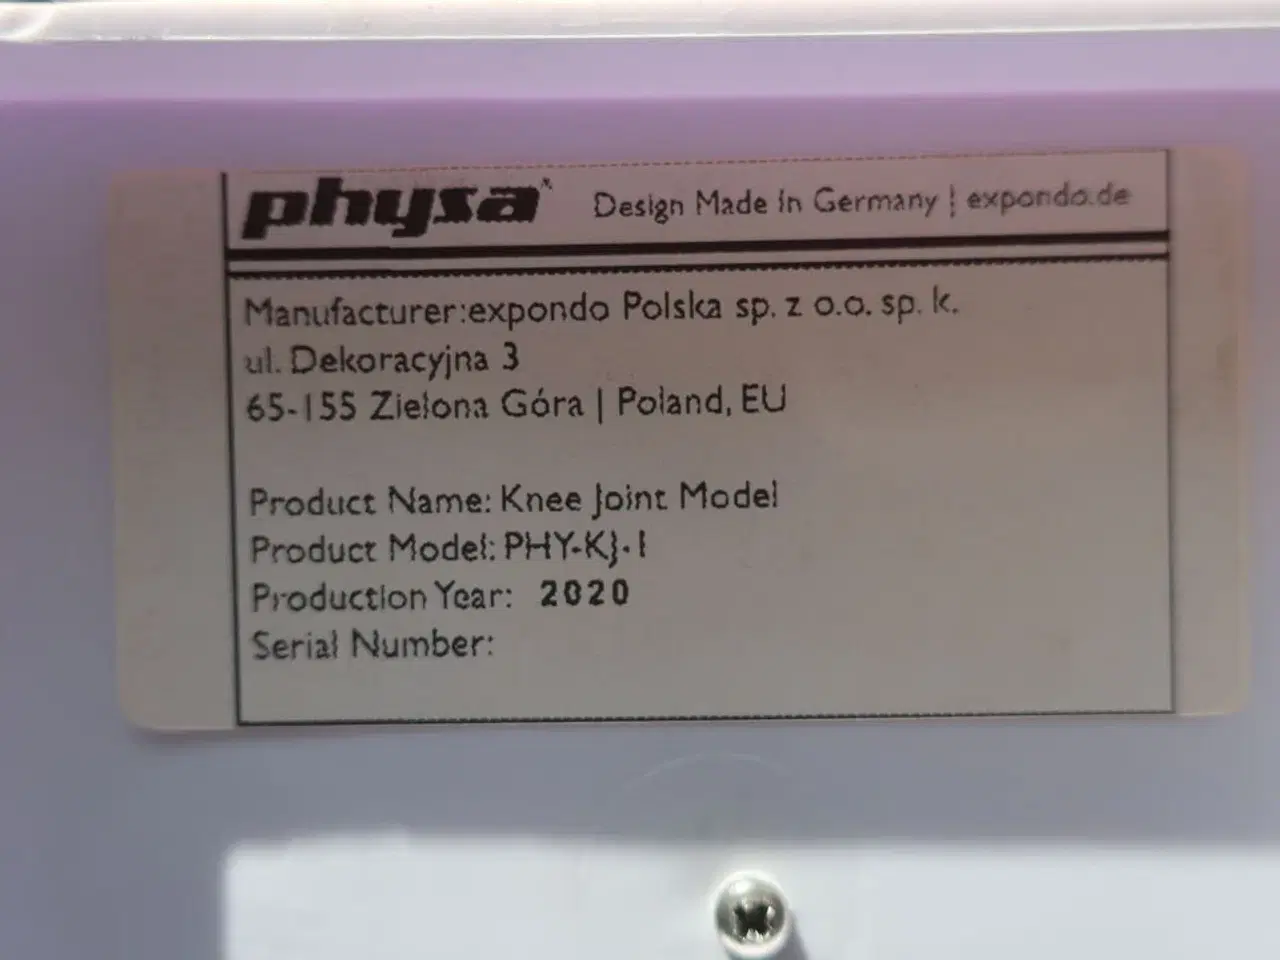 physa Design Made in Germany | expondo.de
Manufacturer:expondo Polska sp. z o.o. sp. k.
ul. Dekoracyjna 3
65-155 Zielona Góra | Poland, EU
Product Name: Knee Joint Model
Product Model: PHY-KJ-1
Production Year: 2020
Serial Number: